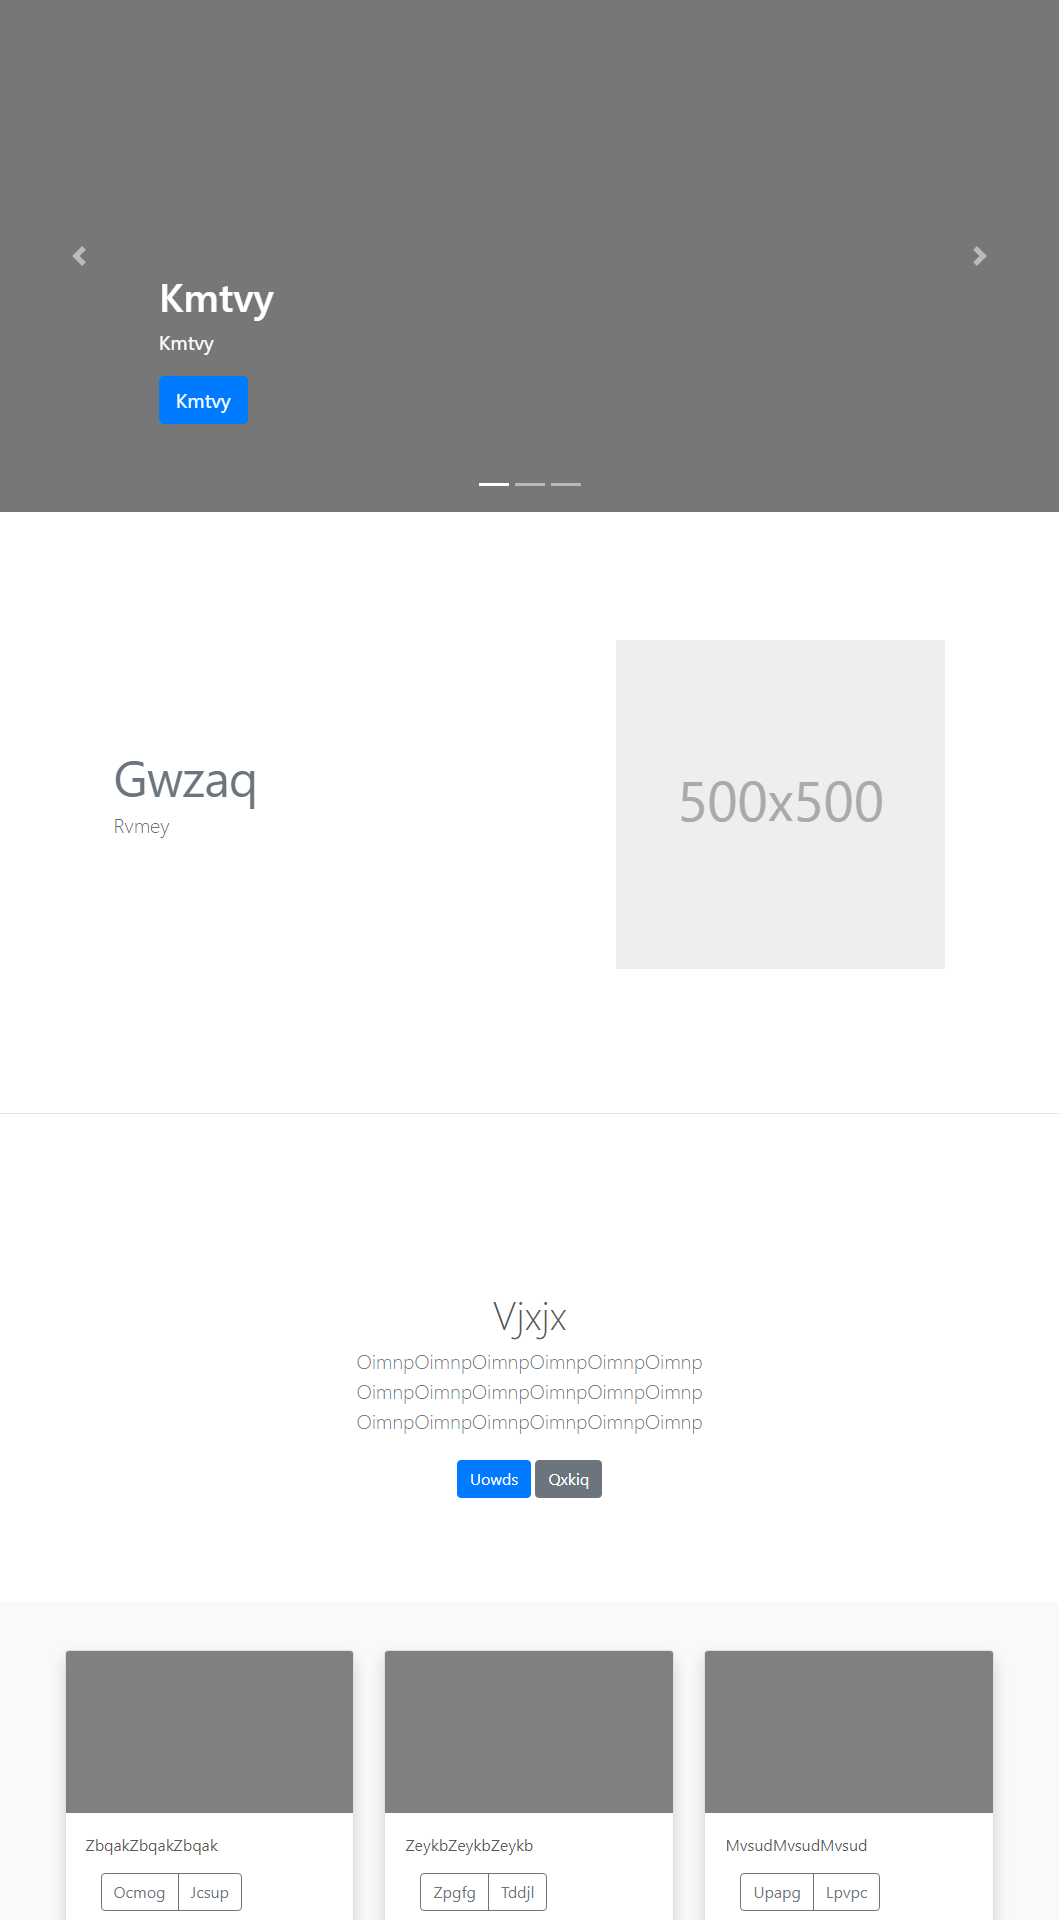 Kmtvy
Kmtvy
Kmtvy
Gwzaq
Rvmey
500x500
Vjxjx
OimnpOimnpOimnpOimnpOimnpOimnp
OimnpOimnpOimnpOimnpOimnpOimnp
OimnpOimnpOimnpOimnpOimnpOimnp
Uowds Qxkiq
ZbqakZbqakZbqak
Ocmog Jcsup
ZeykbZeykbZeykb
Zpgfg Tddjl
MvsudMvsudMvsud
Upapg Lpvpc